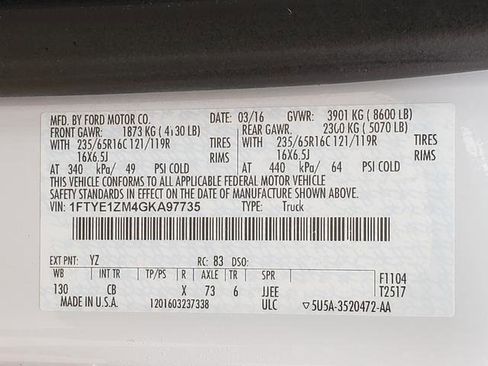 MFD. BY FORD MOTOR CO. 03/16 GVWR: 3901 KG ( 8600 LB)
FRONT GAWR: 1873 KG ( 4130 LB) REAR GAWR: 2300 KG ( 5070 LB)
WITH 235/65R16C 121/119R TIRES WITH 235/65R16C 121/119R TIRES
16X6.5J RIMS 16X6.5J RIMS
AT 340 kPa/ 49 PSI COLD AT 440 kPa/ 64 PSI COLD
THIS VEHICLE CONFORMS TO ALL APPLICABLE FEDERAL MOTOR VEHICLE
SAFETY STANDARDS IN EFFECT ON THE DATE OF MANUFACTURE SHOWN ABOVE.
VIN: 1FTYE1ZM4GKA97735 TYPE: Truck
EXT PNT: YZ RC: 83 DSO:
WB INT TR TP/PS R AXLE TR SPR F1104
130 CB X 73 6 JJEE T2517
MADE IN U.S.A. 1201603237338 ULC ▽5U5A-3520472-AA